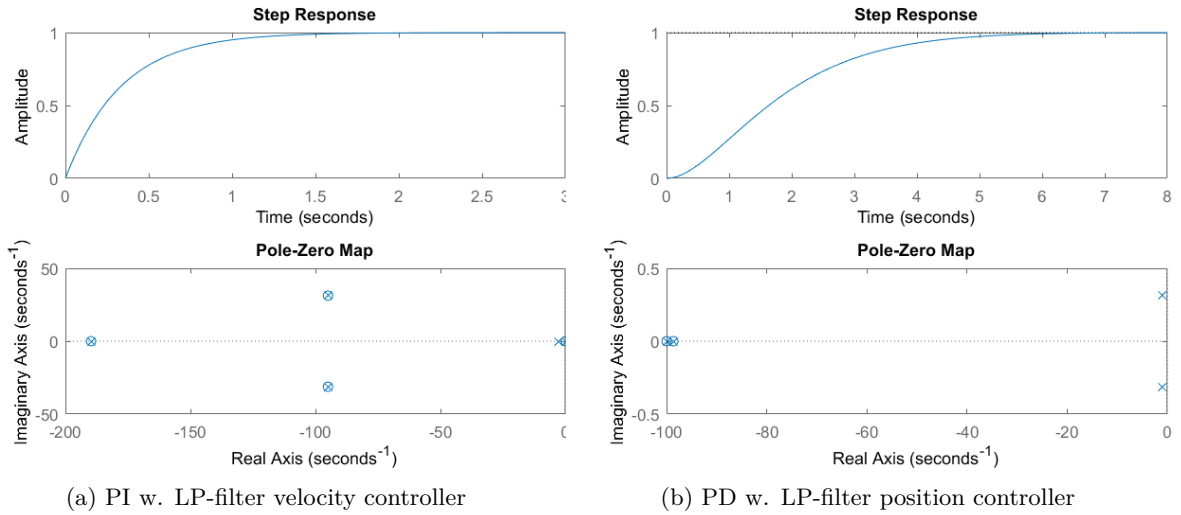 Step Response
1
0.5
0
Amplitude
0 0.5 1 1.5 2 2.5 3
Time (seconds)
Pole-Zero Map
50
0
-50
Imaginary Axis (seconds⁻¹)
-200 -150 -100 -50 0
Real Axis (seconds⁻¹)
(a) PI w. LP-filter velocity controller
Step Response
1
0.5
0
Amplitude
0 1 2 3 4 5 6 7 8
Time (seconds)
Pole-Zero Map
0.5
0
-0.5
Imaginary Axis (seconds⁻¹)
-100 -80 -60 -40 -20 0
Real Axis (seconds⁻¹)
(b) PD w. LP-filter position controller